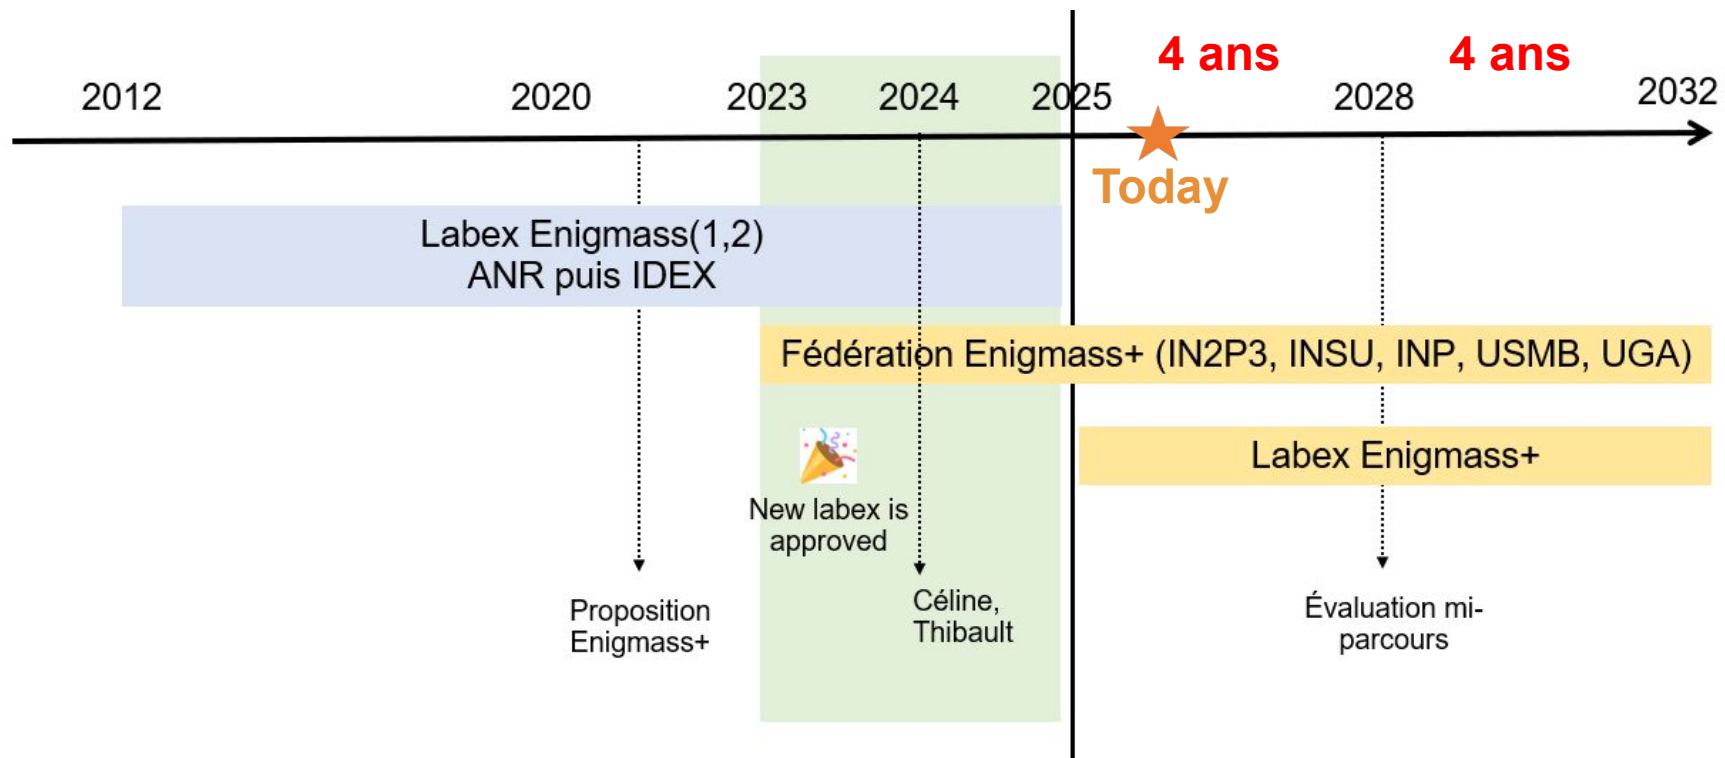 4 ans
4 ans
2012
2020
2023
2024
2025
2028
2032
Today
Labex Enigmass(1,2)
ANR puis IDEX
Fédération Enigmass+ (IN2P3, INSU, INP, USMB, UGA)
Labex Enigmass+
New labex is
approved
Proposition
Enigmass+
Céline,
Thibault
Évaluation mi-
parcours